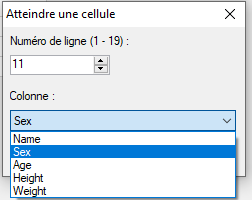 Atteindre une cellule
Numéro de ligne (1 - 19) :
11
Colonne :
Sex
Name
Sex
Age
Height
Weight